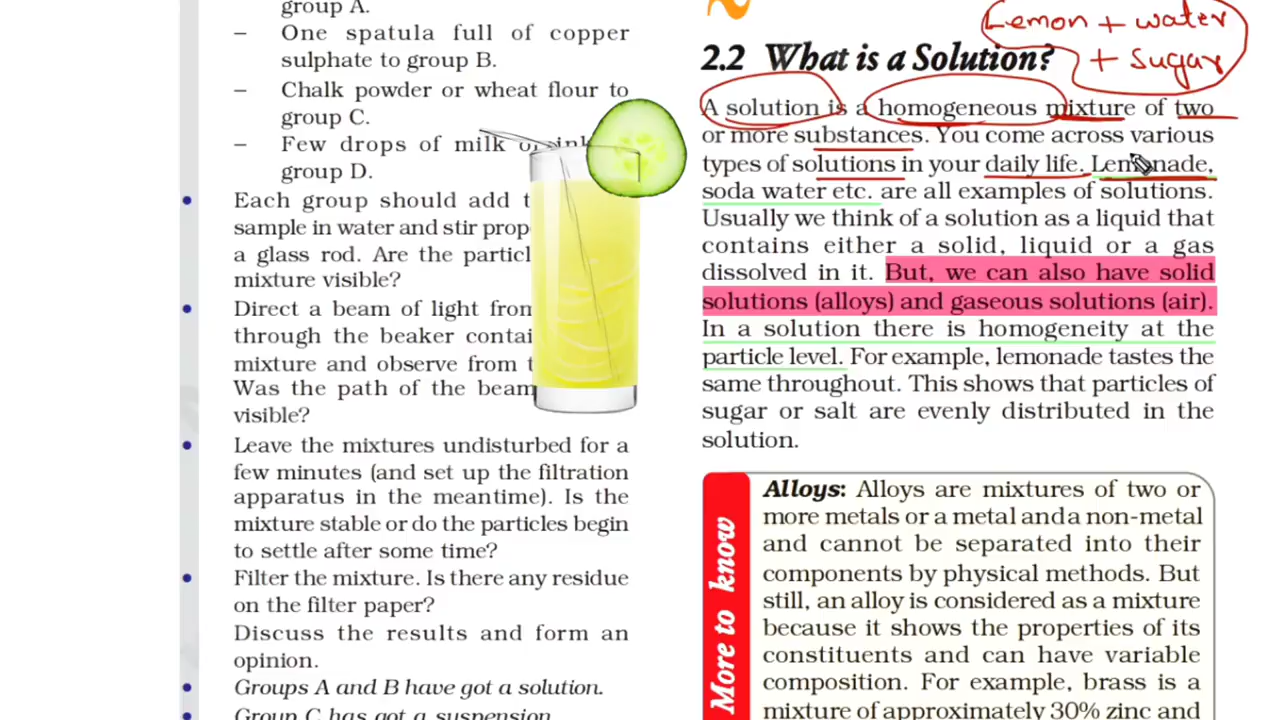 group A.
– One spatula full of copper
sulphate to group B.
– Chalk powder or wheat flour to
group C.
– Few drops of milk or ink
group D.
• Each group should add t
sample in water and stir prop
a glass rod. Are the particl
mixture visible?
• Direct a beam of light from
through the beaker contai
mixture and observe from t
Was the path of the beam
visible?
• Leave the mixtures undisturbed for a
few minutes (and set up the filtration
apparatus in the meantime). Is the
mixture stable or do the particles begin
to settle after some time?
• Filter the mixture. Is there any residue
on the filter paper?
Discuss the results and form an
opinion.
• Groups A and B have got a solution.
• Group C has got a suspension.
Lemon + water
+ Sugar
2.2 What is a Solution?
A solution is a homogeneous mixture of two
or more substances. You come across various
types of solutions in your daily life. Lemonade,
soda water etc. are all examples of solutions.
Usually we think of a solution as a liquid that
contains either a solid, liquid or a gas
dissolved in it. But, we can also have solid
solutions (alloys) and gaseous solutions (air).
In a solution there is homogeneity at the
particle level. For example, lemonade tastes the
same throughout. This shows that particles of
sugar or salt are evenly distributed in the
solution.
More to know
Alloys: Alloys are mixtures of two or
more metals or a metal and a non-metal
and cannot be separated into their
components by physical methods. But
still, an alloy is considered as a mixture
because it shows the properties of its
constituents and can have variable
composition. For example, brass is a
mixture of approximately 30% zinc and